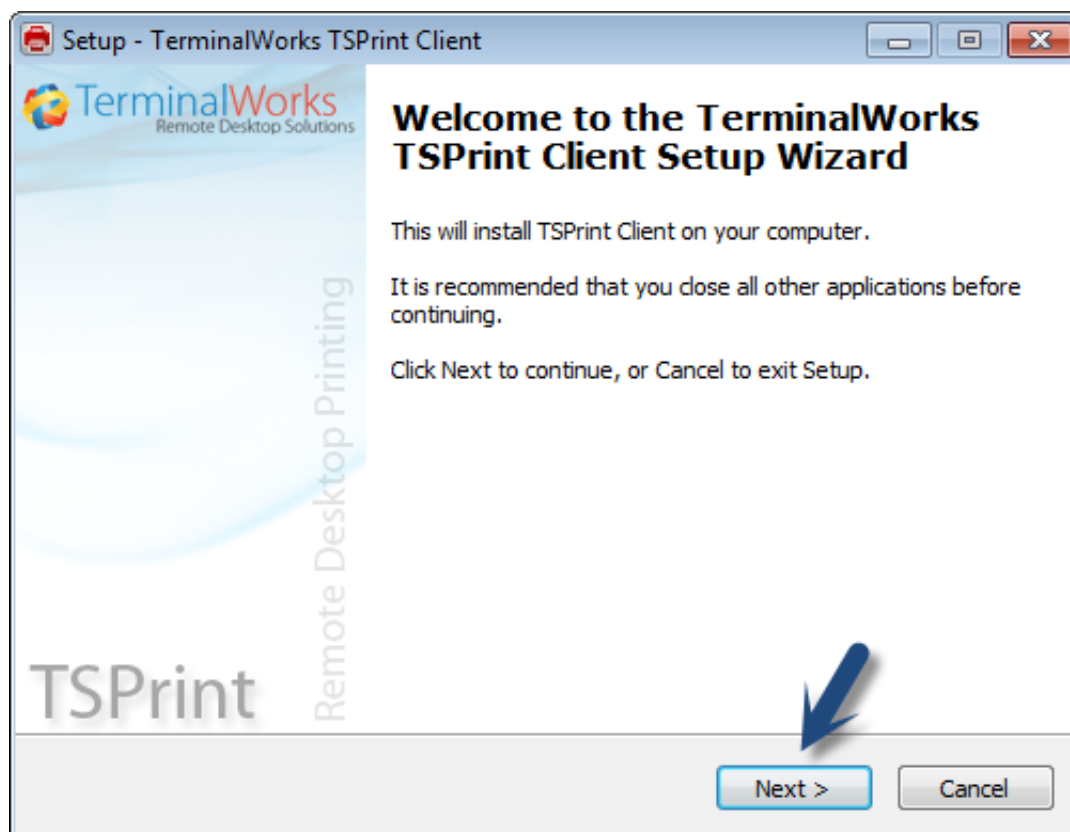 Setup - TerminalWorks TSPrint Client
TerminalWorks
Remote Desktop Solutions
Welcome to the TerminalWorks
TSPrint Client Setup Wizard
This will install TSPrint Client on your computer.
It is recommended that you close all other applications before
continuing.
Click Next to continue, or Cancel to exit Setup.
Remote Desktop Printing
TSPrint
Next >
Cancel